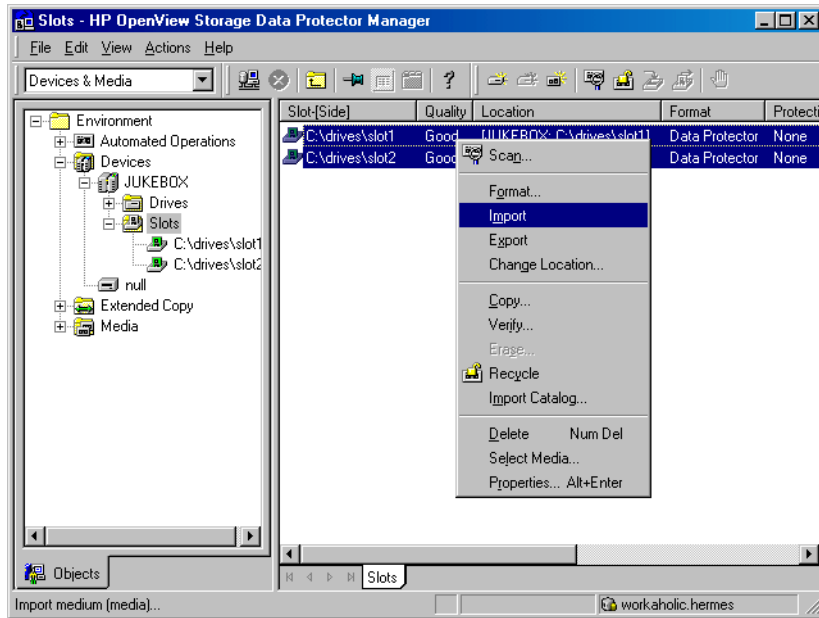 Slots - HP OpenView Storage Data Protector Manager
File Edit View Actions Help
Devices & Media
Environment
Automated Operations
Devices
JUKEBOX
Drives
Slots
C:\drives\slot1
C:\drives\slot2
null
Extended Copy
Media
Objects
Slot-[Side] Quality Location Format Protecti
C:\drives\slot1 Good [JUKEBOX: C:\drives\slot1] Data Protector None
C:\drives\slot2 Good Data Protector None
Scan...
Format...
Import
Export
Change Location...
Copy...
Verify...
Erase...
Recycle
Import Catalog...
Delete Num Del
Select Media...
Properties... Alt+Enter
Slots
Import medium (media)...
workaholic.hermes